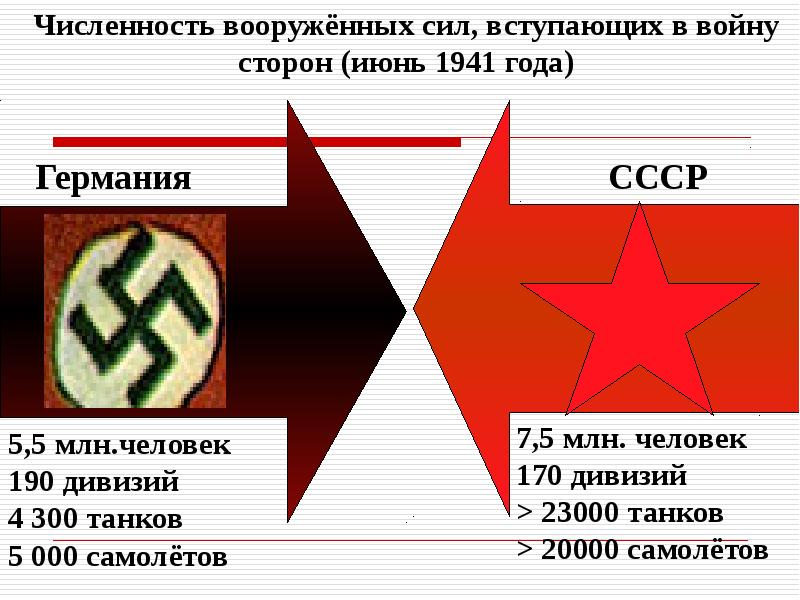 Численность вооружённых сил, вступающих в войну
сторон (июнь 1941 года)
Германия
5,5 млн.человек
190 дивизий
4 300 танков
5 000 самолётов
СССР
7,5 млн. человек
170 дивизий
> 23000 танков
> 20000 самолётов